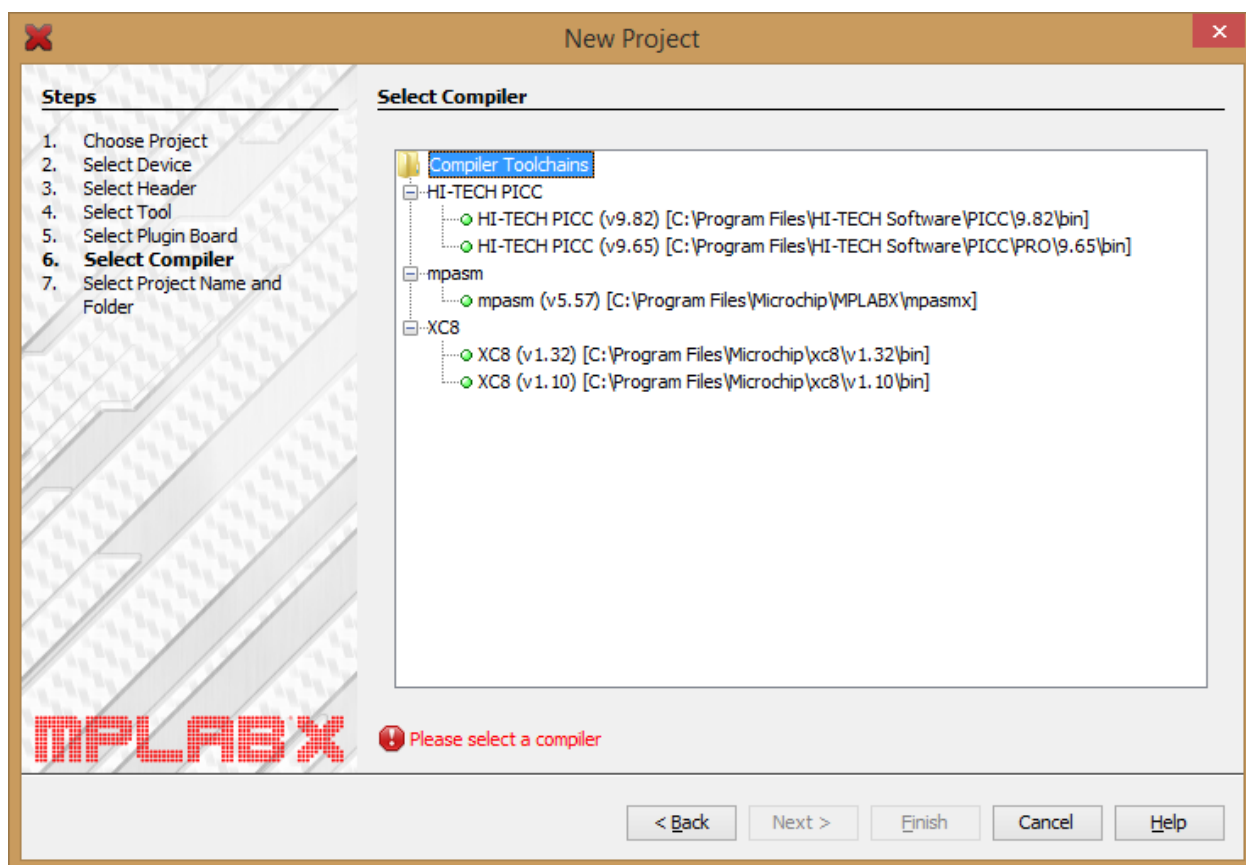 New Project
Steps
1. Choose Project
2. Select Device
3. Select Header
4. Select Tool
5. Select Plugin Board
6. Select Compiler
7. Select Project Name and
Folder
MPLAB X
Select Compiler
Compiler Toolchains
HI-TECH PICC
HI-TECH PICC (v9.82) [C:\Program Files\HI-TECH Software\PICC\9.82\bin]
HI-TECH PICC (v9.65) [C:\Program Files\HI-TECH Software\PICC\PRO\9.65\bin]
mpasm
mpasm (v5.57) [C:\Program Files\Microchip\MPLABX\mpasmx]
XC8
XC8 (v1.32) [C:\Program Files\Microchip\xc8\v1.32\bin]
XC8 (v1.10) [C:\Program Files\Microchip\xc8\v1.10\bin]
Please select a compiler
< Back Next > Finish Cancel Help